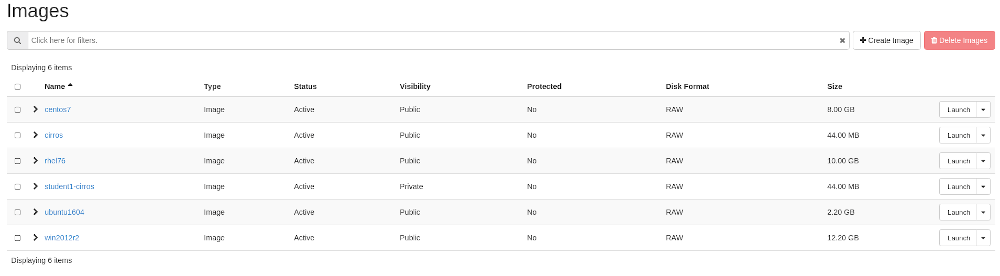 Images
Click here for filters. Create Image Delete Images
Displaying 6 items
Name Type Status Visibility Protected Disk Format Size
centos7 Image Active Public No RAW 8.00 GB Launch
cirros Image Active Public No RAW 44.00 MB Launch
rhel76 Image Active Public No RAW 10.00 GB Launch
student1-cirros Image Active Private No RAW 44.00 MB Launch
ubuntu1604 Image Active Public No RAW 2.20 GB Launch
win2012r2 Image Active Public No RAW 12.20 GB Launch
Displaying 6 items